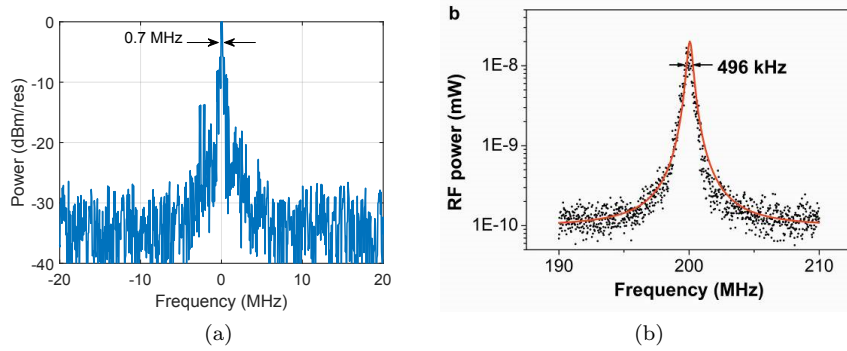 0.7 MHz
0
-10
-20
-30
-40
Power (dBm/res)
-20 -10 0 10 20
Frequency (MHz)
(a)
b
496 kHz
1E-8
1E-9
1E-10
RF power (mW)
190 200 210
Frequency (MHz)
(b)